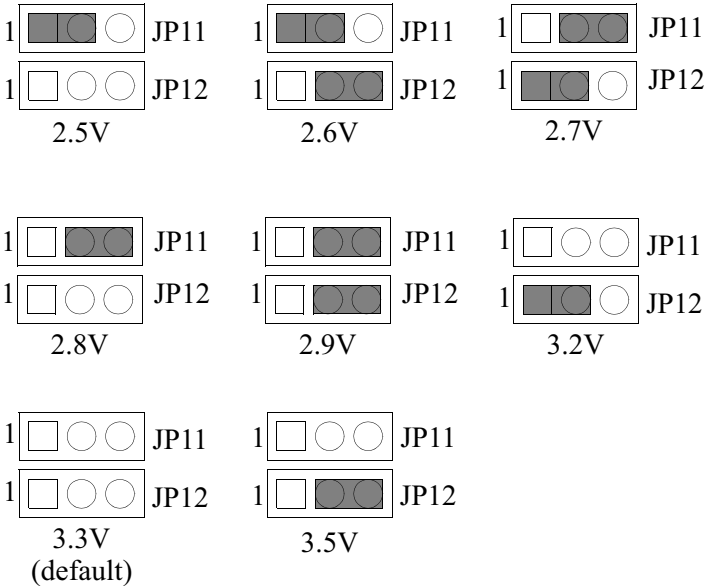 1 JP11
1 JP12
2.5V
1 JP11
1 JP12
2.6V
1 JP11
1 JP12
2.7V
1 JP11
1 JP12
2.8V
1 JP11
1 JP12
2.9V
1 JP11
1 JP12
3.2V
1 JP11
1 JP12
3.3V
(default)
1 JP11
1 JP12
3.5V